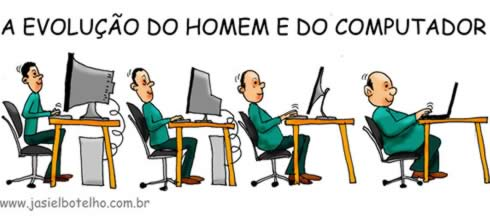 A EVOLUÇÃO DO HOMEM E DO COMPUTADOR
www.jasielbotelho.com.br